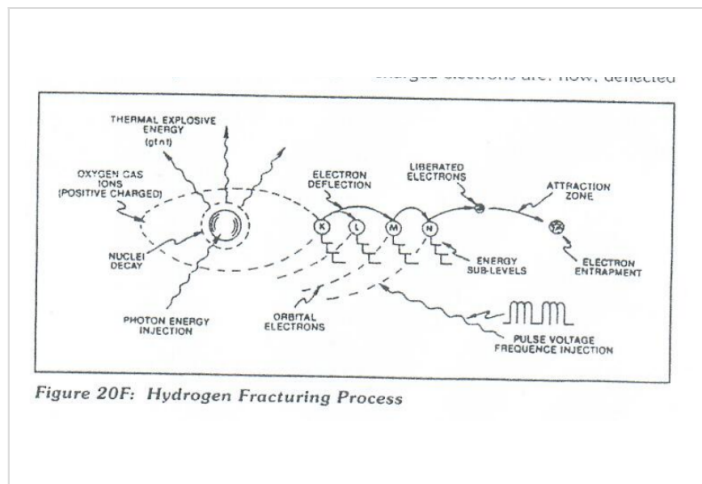 electrons are, now, deflected
THERMAL EXPLOSIVE
ENERGY
(gtnt)
OXYGEN GAS
IONS
(POSITIVE CHARGED)
ELECTRON
DEFLECTION
LIBERATED
ELECTRONS
ATTRACTION
ZONE
K
L
M
N
NUCLEI
DECAY
ENERGY
SUB-LEVELS
ELECTRON
ENTRAPMENT
PHOTON ENERGY
INJECTION
ORBITAL
ELECTRONS
PULSE VOLTAGE
FREQUENCE INJECTION
Figure 20F: Hydrogen Fracturing Process